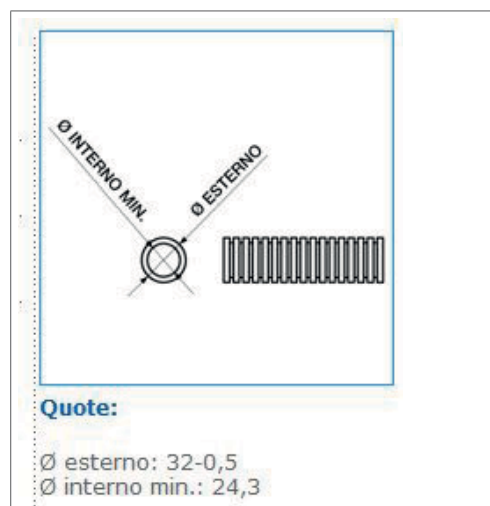 Ø INTERNO MIN.
Ø ESTERNO
Quote:
Ø esterno: 32-0,5
Ø interno min.: 24,3